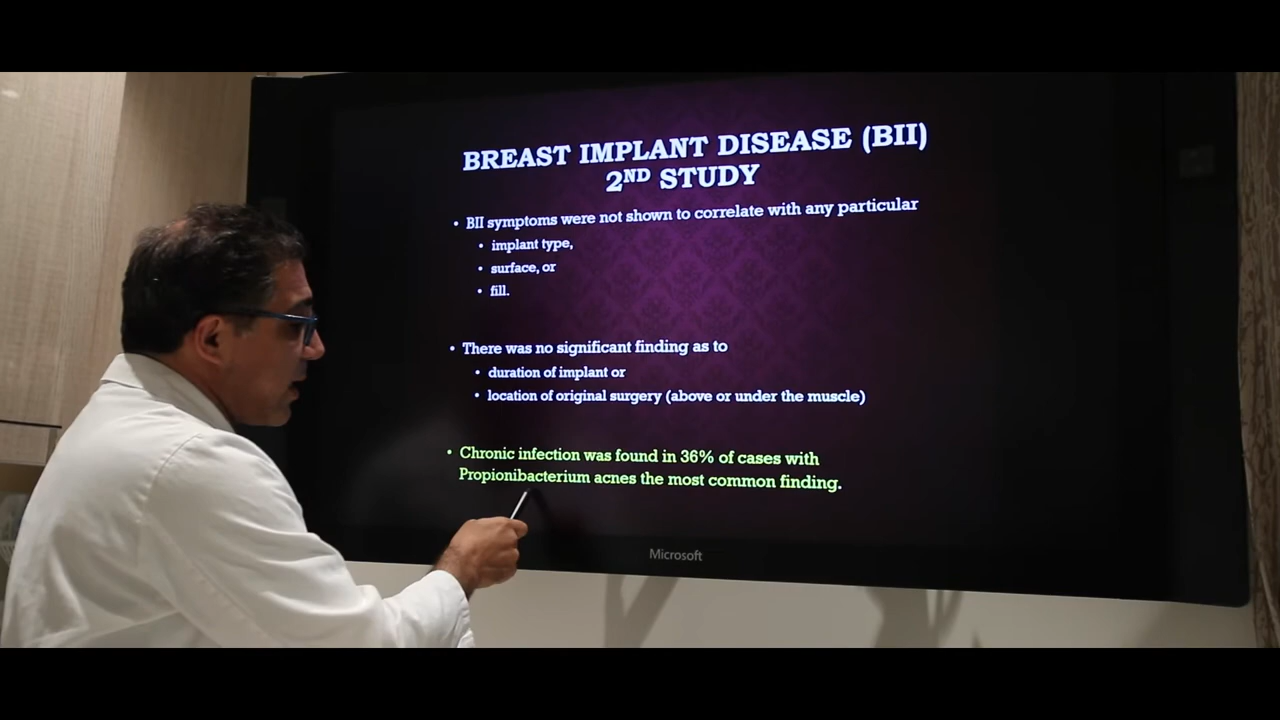 BREAST IMPLANT DISEASE (BII)
2ND STUDY
• BII symptoms were not shown to correlate with any particular
• implant type,
• surface, or
• fill.
• There was no significant finding as to
• duration of implant or
• location of original surgery (above or under the muscle)
• Chronic infection was found in 36% of cases with
Propionibacterium acnes the most common finding.
Microsoft